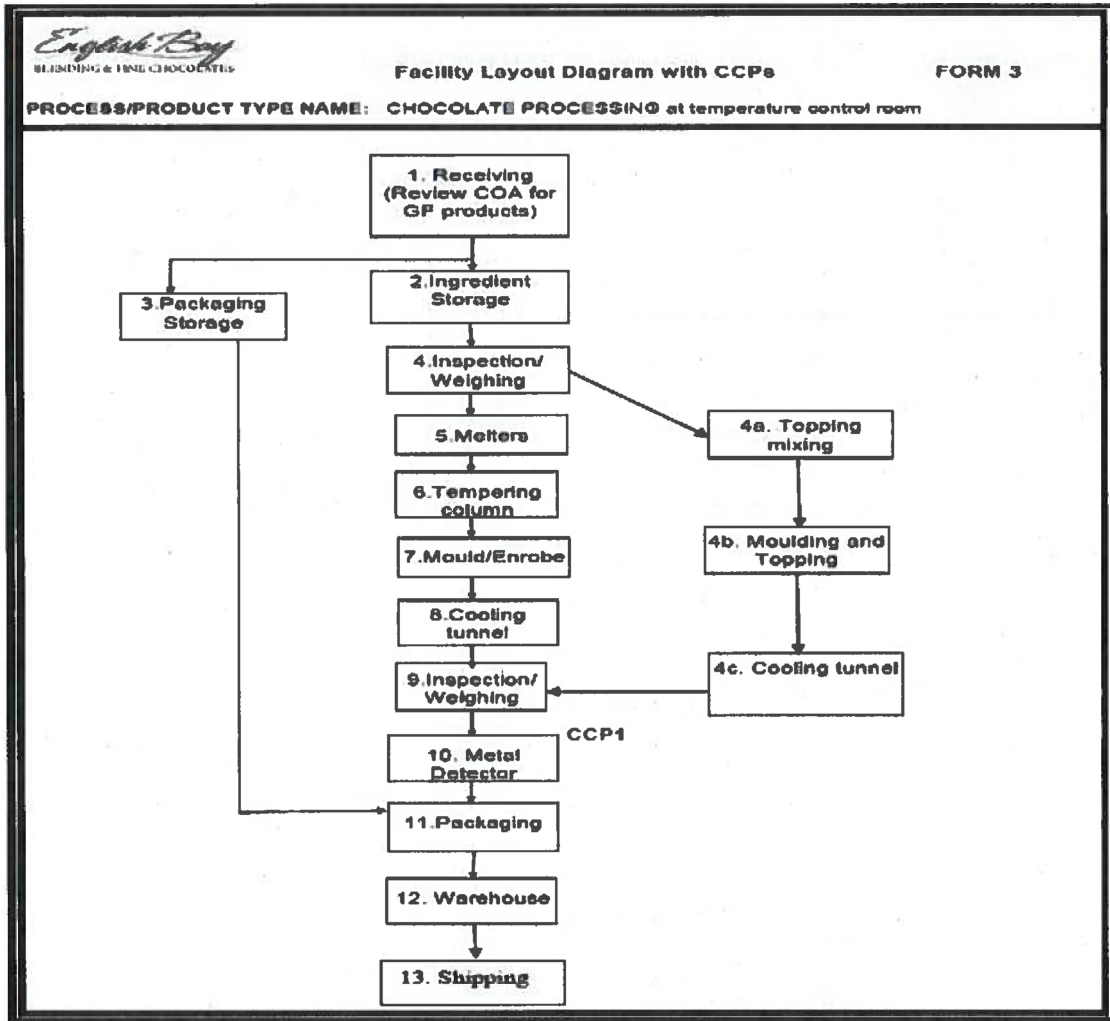 English Bay
BLENDING & FINE CHOCOLATES
Facility Layout Diagram with CCPs
FORM 3
PROCESS/PRODUCT TYPE NAME: CHOCOLATE PROCESSING at temperature control room
1. Receiving
(Review COA for
GF products)
2.Ingredient
Storage
3.Packaging
Storage
4.Inspection/
Weighing
4a. Topping
mixing
5.Melters
6.Tempering
column
4b. Moulding and
Topping
7.Mould/Enrobe
8.Cooling
tunnel
4c. Cooling tunnel
9.Inspection/
Weighing
CCP1
10. Metal
Detector
11.Packaging
12. Warehouse
13. Shipping